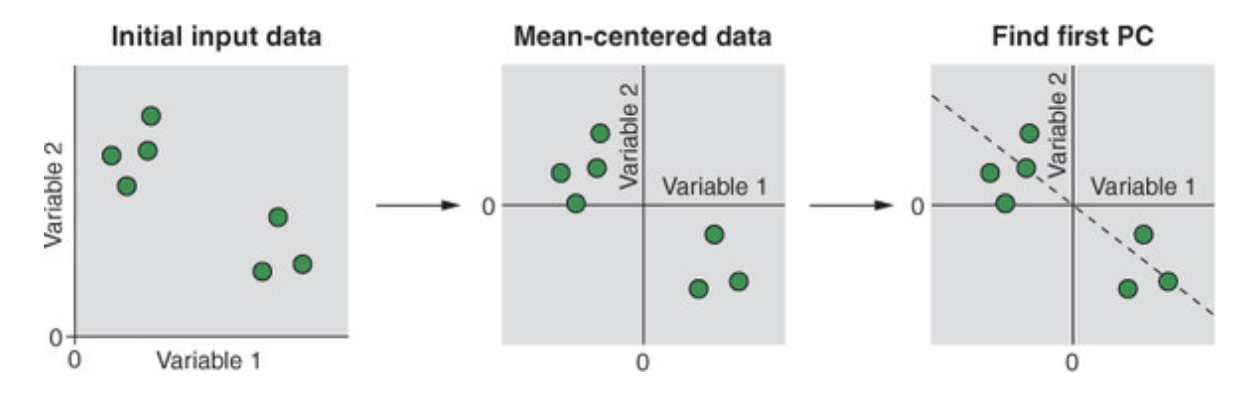 Initial input data
Variable 2
0
0
Variable 1
Mean-centered data
Variable 2
Variable 1
0
0
Find first PC
Variable 2
Variable 1
0
0